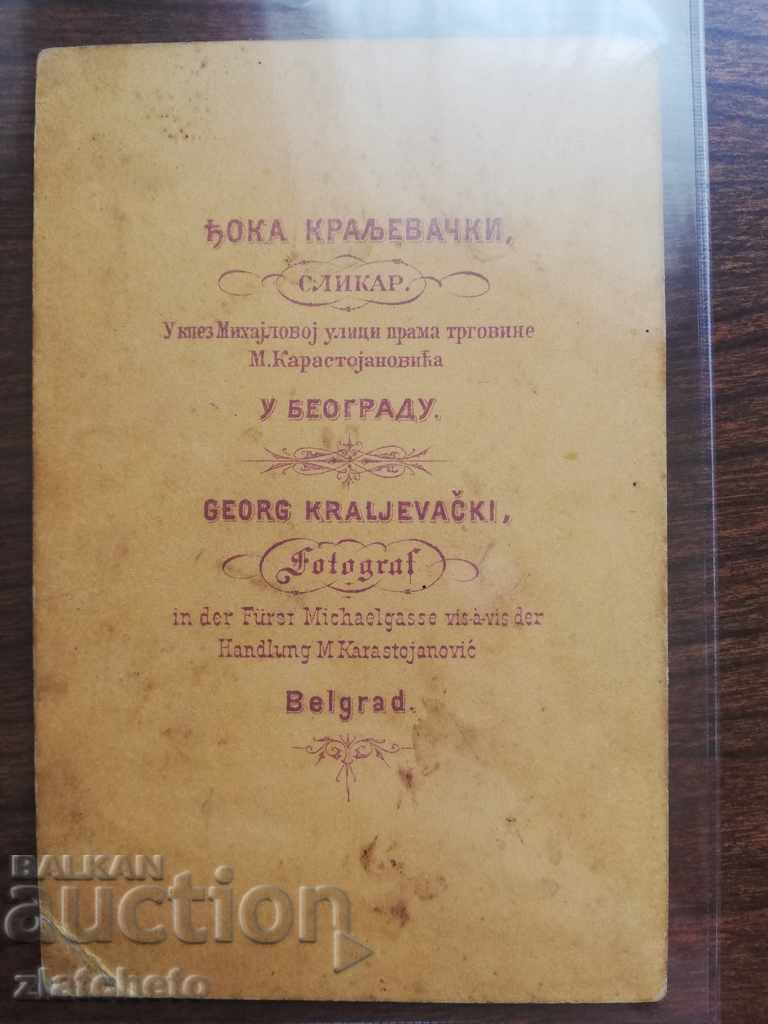 ЂОКА КРАЉЕВАЧКИ,
СЛИКАР.
У кнез Михајловој улици прама трговине
М. Карастојановића
У БЕОГРАДУ.
GEORG KRALJEVAČKI,
Fotograf
in der Fürst Michaelgasse vis-à-vis der
Handlung M Karastojanović
Belgrad.
BALKAN
auction
zlatcheto